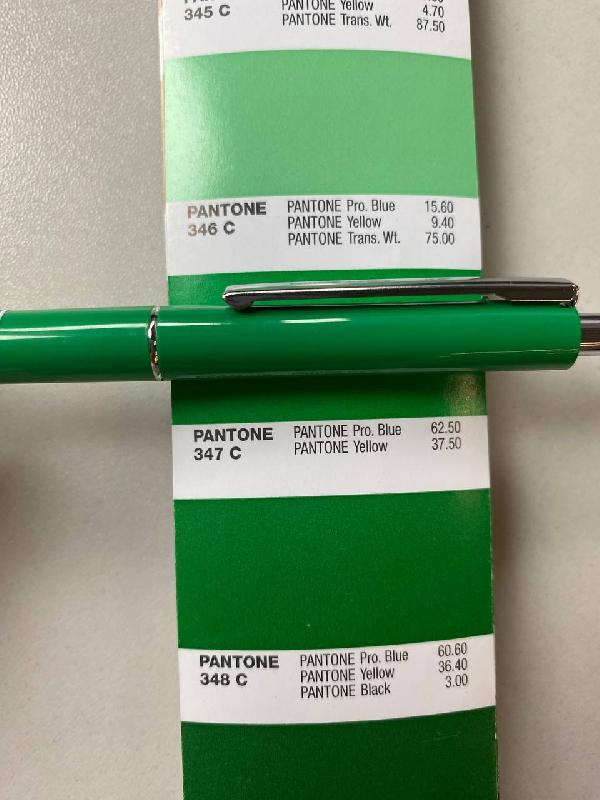 345 C
PANTONE Yellow 4.70
PANTONE Trans. Wt. 87.50
PANTONE
346 C
PANTONE Pro. Blue 15.60
PANTONE Yellow 9.40
PANTONE Trans. Wt. 75.00
PANTONE
347 C
PANTONE Pro. Blue 62.50
PANTONE Yellow 37.50
PANTONE
348 C
PANTONE Pro. Blue 60.60
PANTONE Yellow 36.40
PANTONE Black 3.00